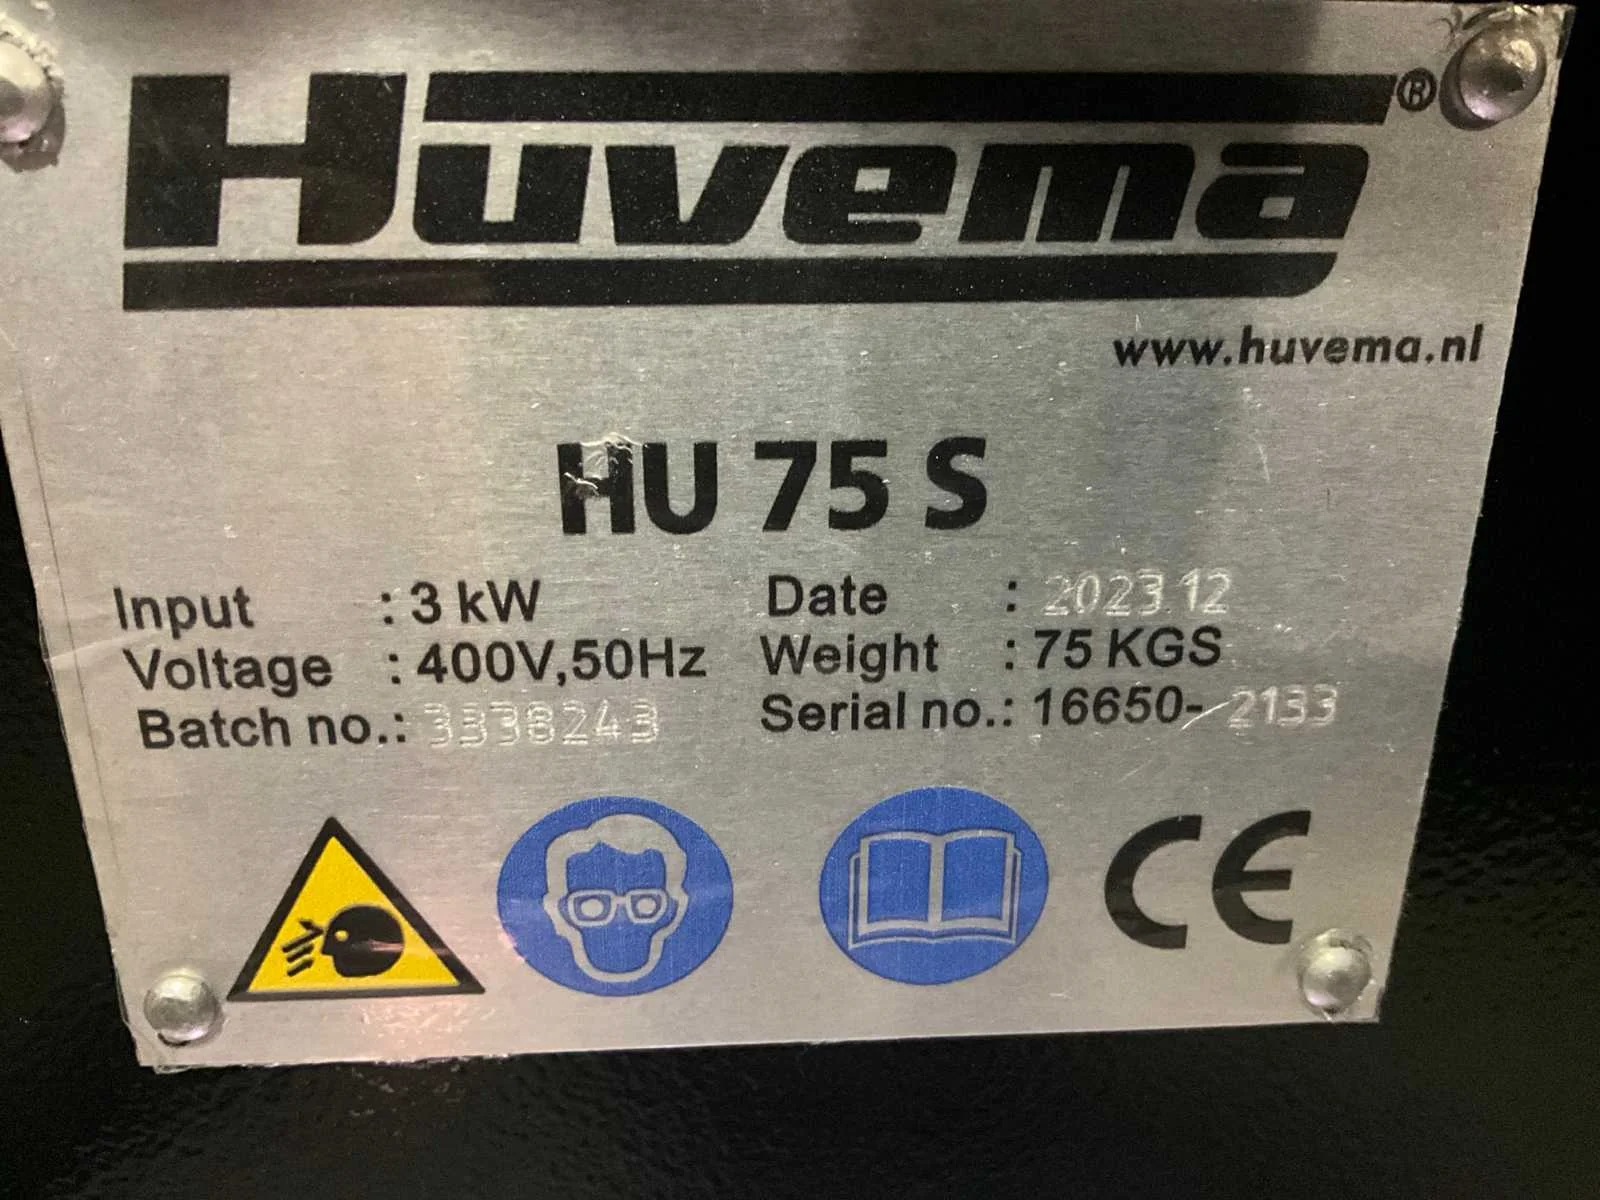 Huvema®
www.huvema.nl
HU 75 S
Input : 3 kW
Date : 2023.12
Voltage : 400V,50Hz
Weight : 75 KGS
Batch no.: 3338243
Serial no.: 16650-2133
CE